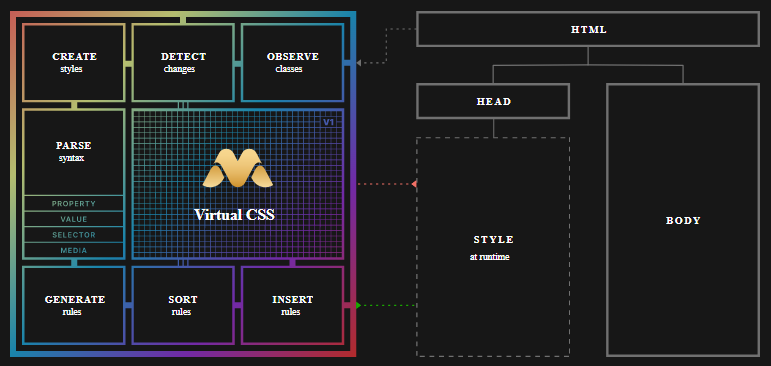 CREATE
styles
DETECT
changes
OBSERVE
classes
PARSE
syntax
PROPERTY
VALUE
SELECTOR
MEDIA
V1
Virtual CSS
GENERATE
rules
SORT
rules
INSERT
rules
HTML
HEAD
STYLE
at runtime
BODY